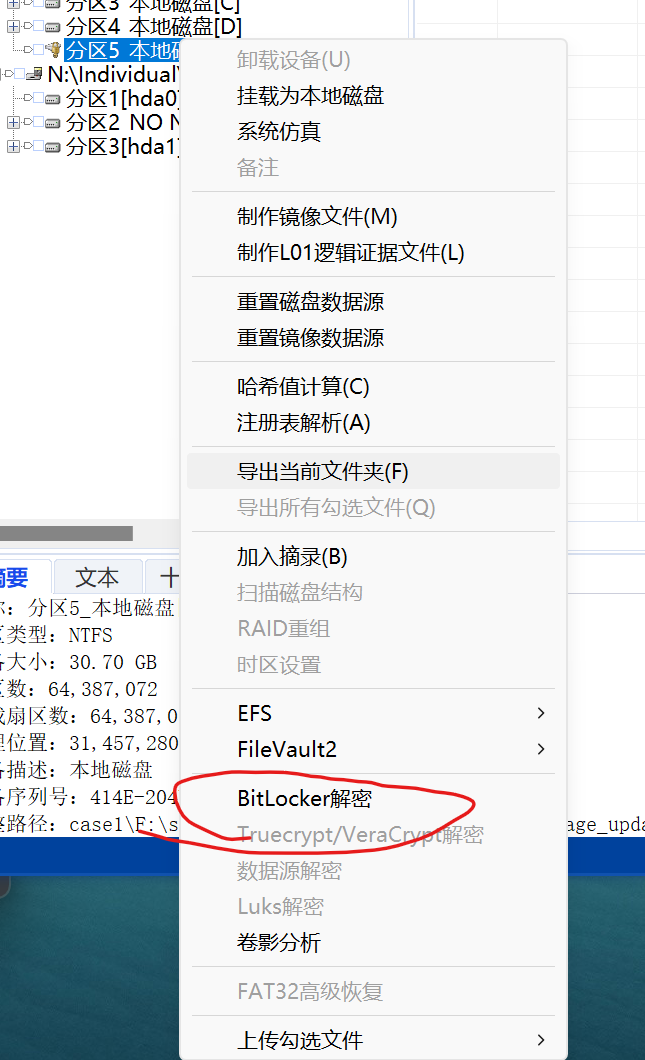 分区3 本地磁盘[C]
分区4 本地磁盘[D]
分区5 本地磁
N:\Individual\
分区1[hda0]
分区2 NO N
分区3[hda1]
卸载设备(U)
挂载为本地磁盘
系统仿真
备注
制作镜像文件(M)
制作L01逻辑证据文件(L)
重置磁盘数据源
重置镜像数据源
哈希值计算(C)
注册表解析(A)
导出当前文件夹(F)
导出所有勾选文件(Q)
加入摘录(B)
扫描磁盘结构
RAID重组
时区设置
EFS
FileVault2
BitLocker解密
Truecrypt/VeraCrypt解密
数据源解密
Luks解密
卷影分析
FAT32高级恢复
上传勾选文件
摘要 文本 十
称: 分区5_本地磁盘
区类型: NTFS
大小: 30.70 GB
区数: 64,387,072
扇区数: 64,387,0
理位置: 31,457,280
描述: 本地磁盘
序列号: 414E-204
路径: case1\F:\s
age_upda